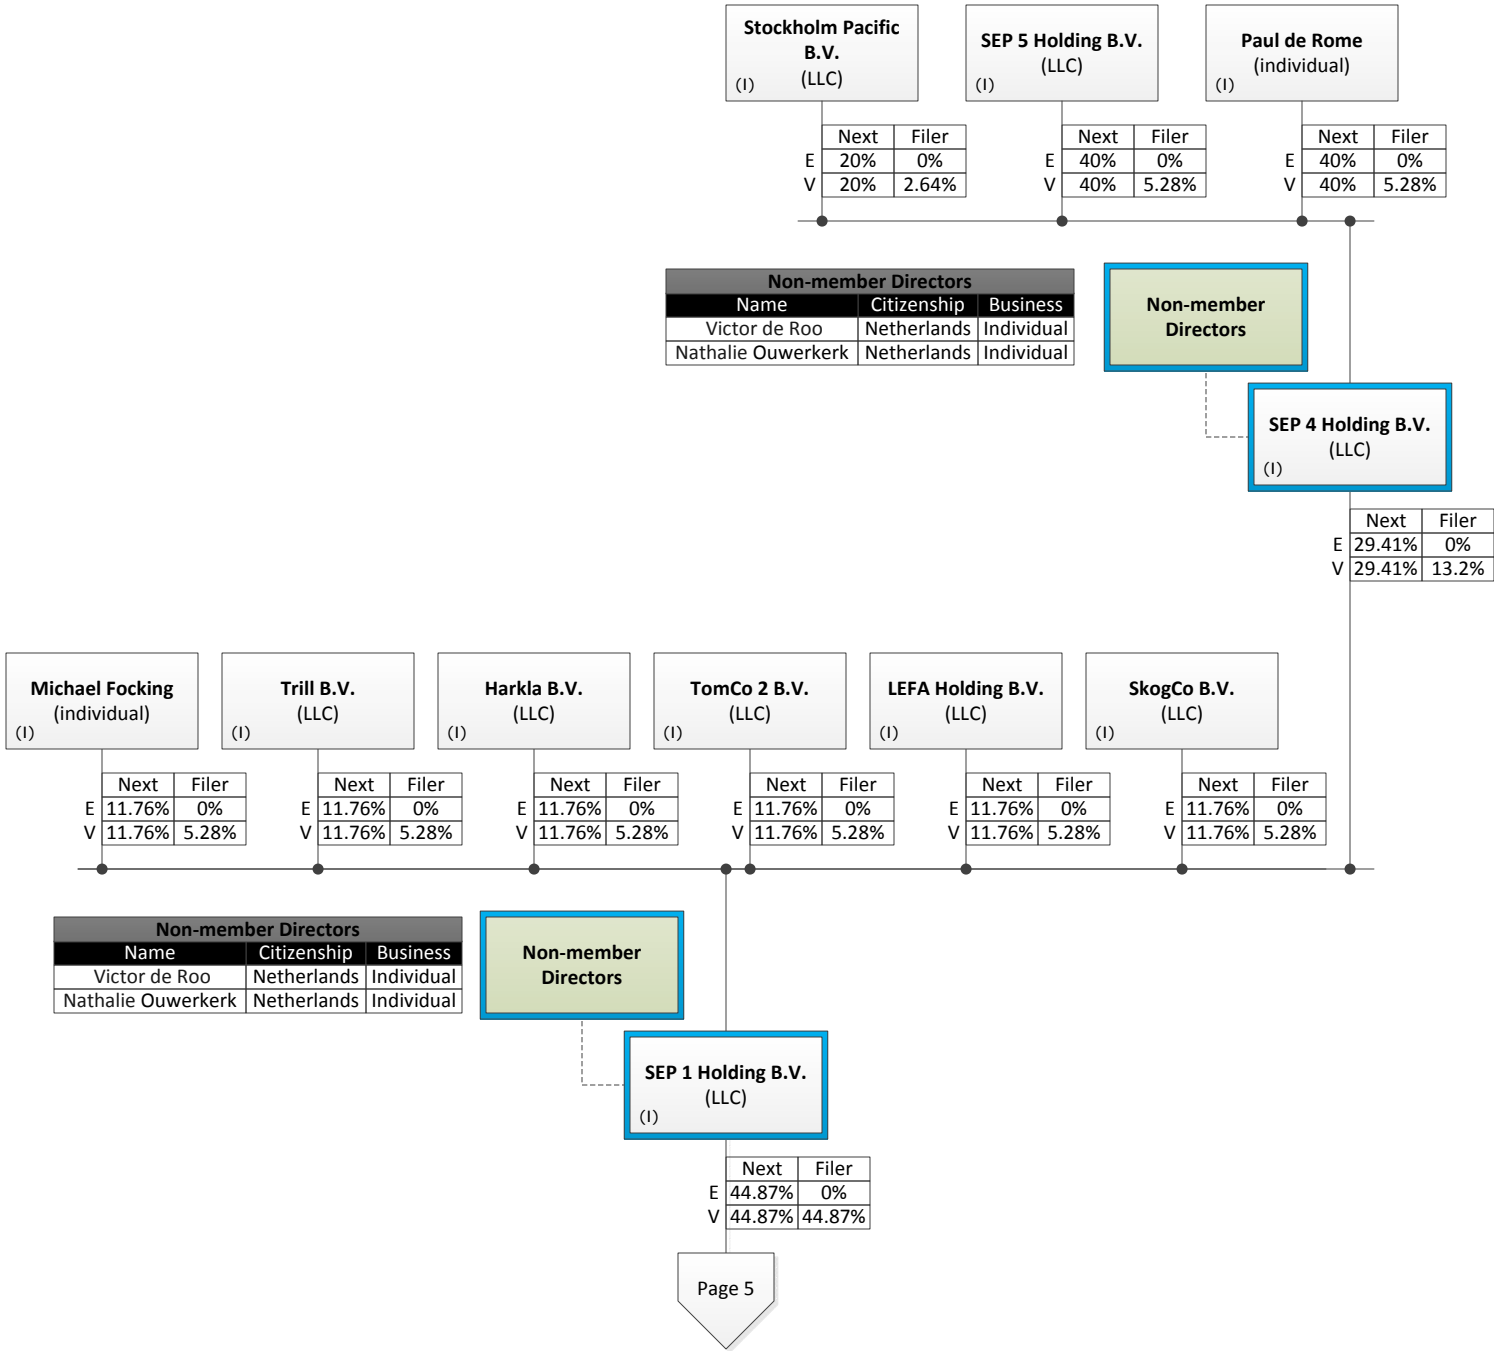 Stockholm Pacific
B.V.
(LLC)
(I)
SEP 5 Holding B.V.
(LLC)
(I)
Paul de Rome
(individual)
(I)
Next Filer
E 20% 0%
V 20% 2.64%
Next Filer
E 40% 0%
V 40% 5.28%
Next Filer
E 40% 0%
V 40% 5.28%
Non-member Directors
Name Citizenship Business
Victor de Roo Netherlands Individual
Nathalie Ouwerkerk Netherlands Individual
Non-member
Directors
SEP 4 Holding B.V.
(LLC)
(I)
Next Filer
E 29.41% 0%
V 29.41% 13.2%
Michael Focking
(individual)
(I)
Trill B.V.
(LLC)
(I)
Harkla B.V.
(LLC)
(I)
TomCo 2 B.V.
(LLC)
(I)
LEFA Holding B.V.
(LLC)
(I)
SkogCo B.V.
(LLC)
(I)
Next Filer
E 11.76% 0%
V 11.76% 5.28%
Next Filer
E 11.76% 0%
V 11.76% 5.28%
Next Filer
E 11.76% 0%
V 11.76% 5.28%
Next Filer
E 11.76% 0%
V 11.76% 5.28%
Next Filer
E 11.76% 0%
V 11.76% 5.28%
Next Filer
E 11.76% 0%
V 11.76% 5.28%
Non-member Directors
Name Citizenship Business
Victor de Roo Netherlands Individual
Nathalie Ouwerkerk Netherlands Individual
Non-member
Directors
SEP 1 Holding B.V.
(LLC)
(I)
Next Filer
E 44.87% 0%
V 44.87% 44.87%
Page 5